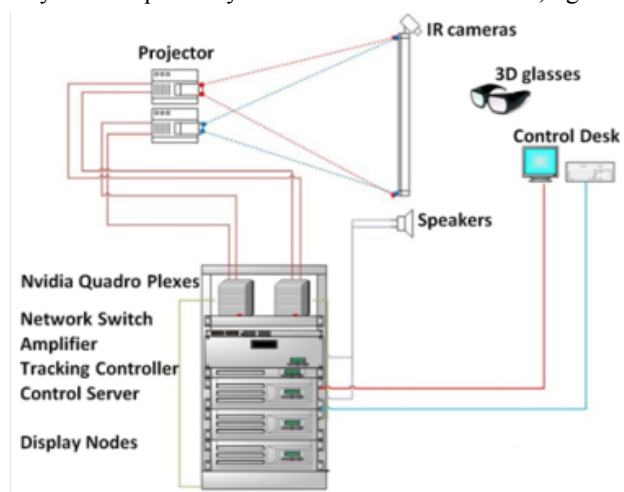 IR cameras
Projector
3D glasses
Control Desk
Speakers
Nvidia Quadro Plexes
Network Switch
Amplifier
Tracking Controller
Control Server
Display Nodes